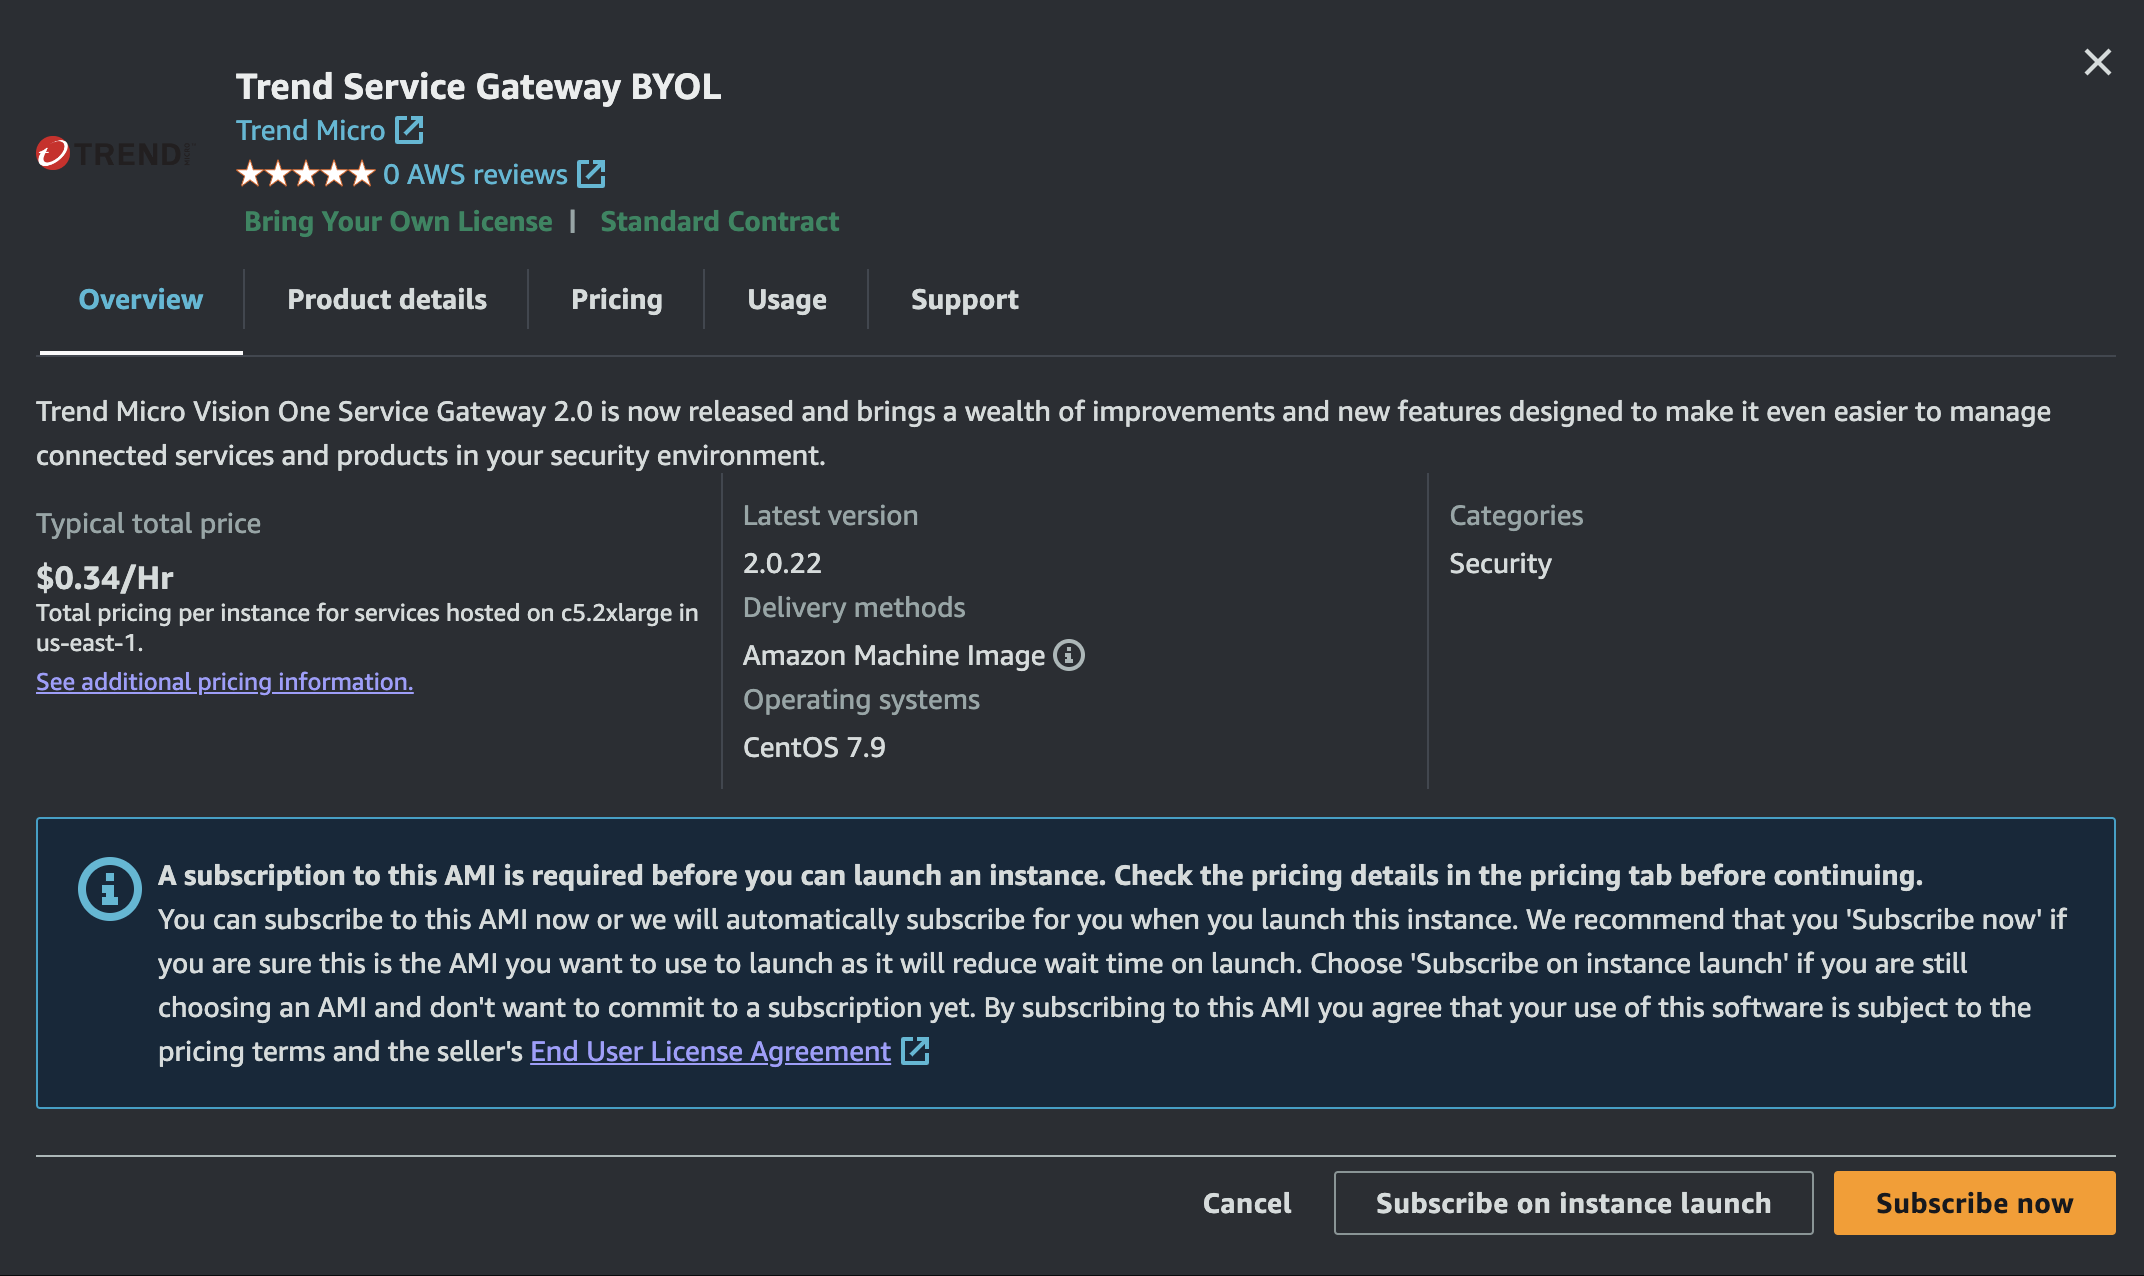 Trend Service Gateway BYOL
Trend Micro
TREND
0 AWS reviews
Bring Your Own License | Standard Contract
Overview
Product details
Pricing
Usage
Support
Trend Micro Vision One Service Gateway 2.0 is now released and brings a wealth of improvements and new features designed to make it even easier to manage
connected services and products in your security environment.
Typical total price
$0.34/Hr
Total pricing per instance for services hosted on c5.2xlarge in
us-east-1.
See additional pricing information.
Latest version
2.0.22
Delivery methods
Amazon Machine Image
Operating systems
CentOS 7.9
Categories
Security
A subscription to this AMI is required before you can launch an instance. Check the pricing details in the pricing tab before continuing.
You can subscribe to this AMI now or we will automatically subscribe for you when you launch this instance. We recommend that you 'Subscribe now' if
you are sure this is the AMI you want to use to launch as it will reduce wait time on launch. Choose 'Subscribe on instance launch' if you are still
choosing an AMI and don't want to commit to a subscription yet. By subscribing to this AMI you agree that your use of this software is subject to the
pricing terms and the seller's End User License Agreement
Cancel
Subscribe on instance launch
Subscribe now